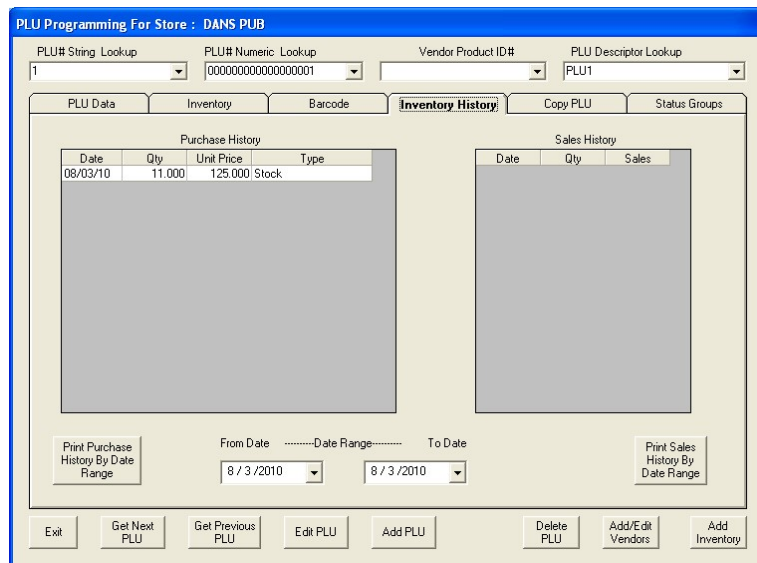 PLU Programming For Store : DANS PUB
PLU# String Lookup PLU# Numeric Lookup Vendor Product ID# PLU Descriptor Lookup
1 000000000000000001 PLU1
PLU Data Inventory Barcode Inventory History Copy PLU Status Groups
Purchase History Sales History
Date Qty Unit Price Type Date Qty Sales
08/03/10 11.000 125.000 Stock
From Date ----------Date Range---------- To Date
Print Purchase
History By Date
Range
8 / 3 /2010 8 / 3 /2010
Print Sales
History By
Date Range
Exit
Get Next
PLU
Get Previous
PLU
Edit PLU
Add PLU
Delete
PLU
Add/Edit
Vendors
Add
Inventory